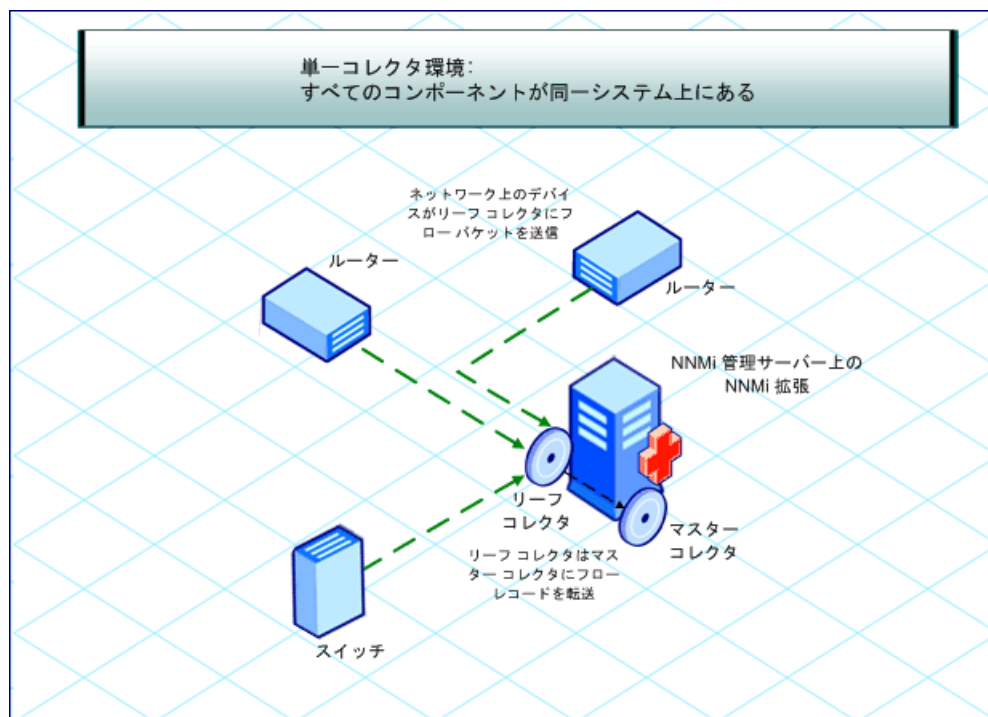 単一コレクタ環境:
すべてのコンポーネントが同一システム上にある
ネットワーク上のデバイ
スがリーフ コレクタにフ
ロー パケットを送信
ルーター
ルーター
NNMi 管理サーバー上の
NNMi 拡張
リーフ
コレクタ
マスター
コレクタ
リーフ コレクタはマス
ター コレクタにフロー
レコードを転送
スイッチ